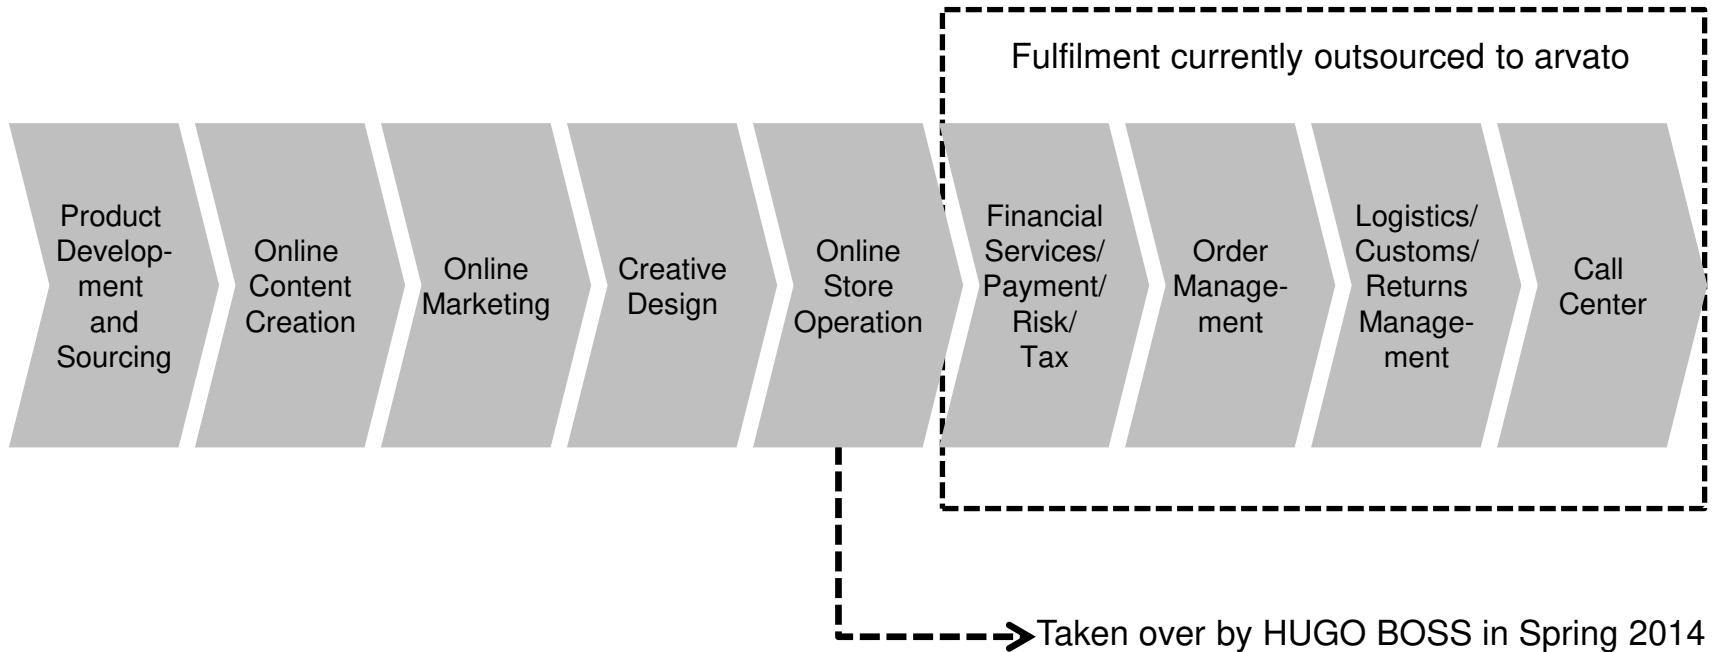 Fulfilment currently outsourced to arvato
Product
Develop-
ment
and
Sourcing
Online
Content
Creation
Online
Marketing
Creative
Design
Online
Store
Operation
Financial
Services/
Payment/
Risk/
Tax
Order
Manage-
ment
Logistics/
Customs/
Returns
Manage-
ment
Call
Center
Taken over by HUGO BOSS in Spring 2014